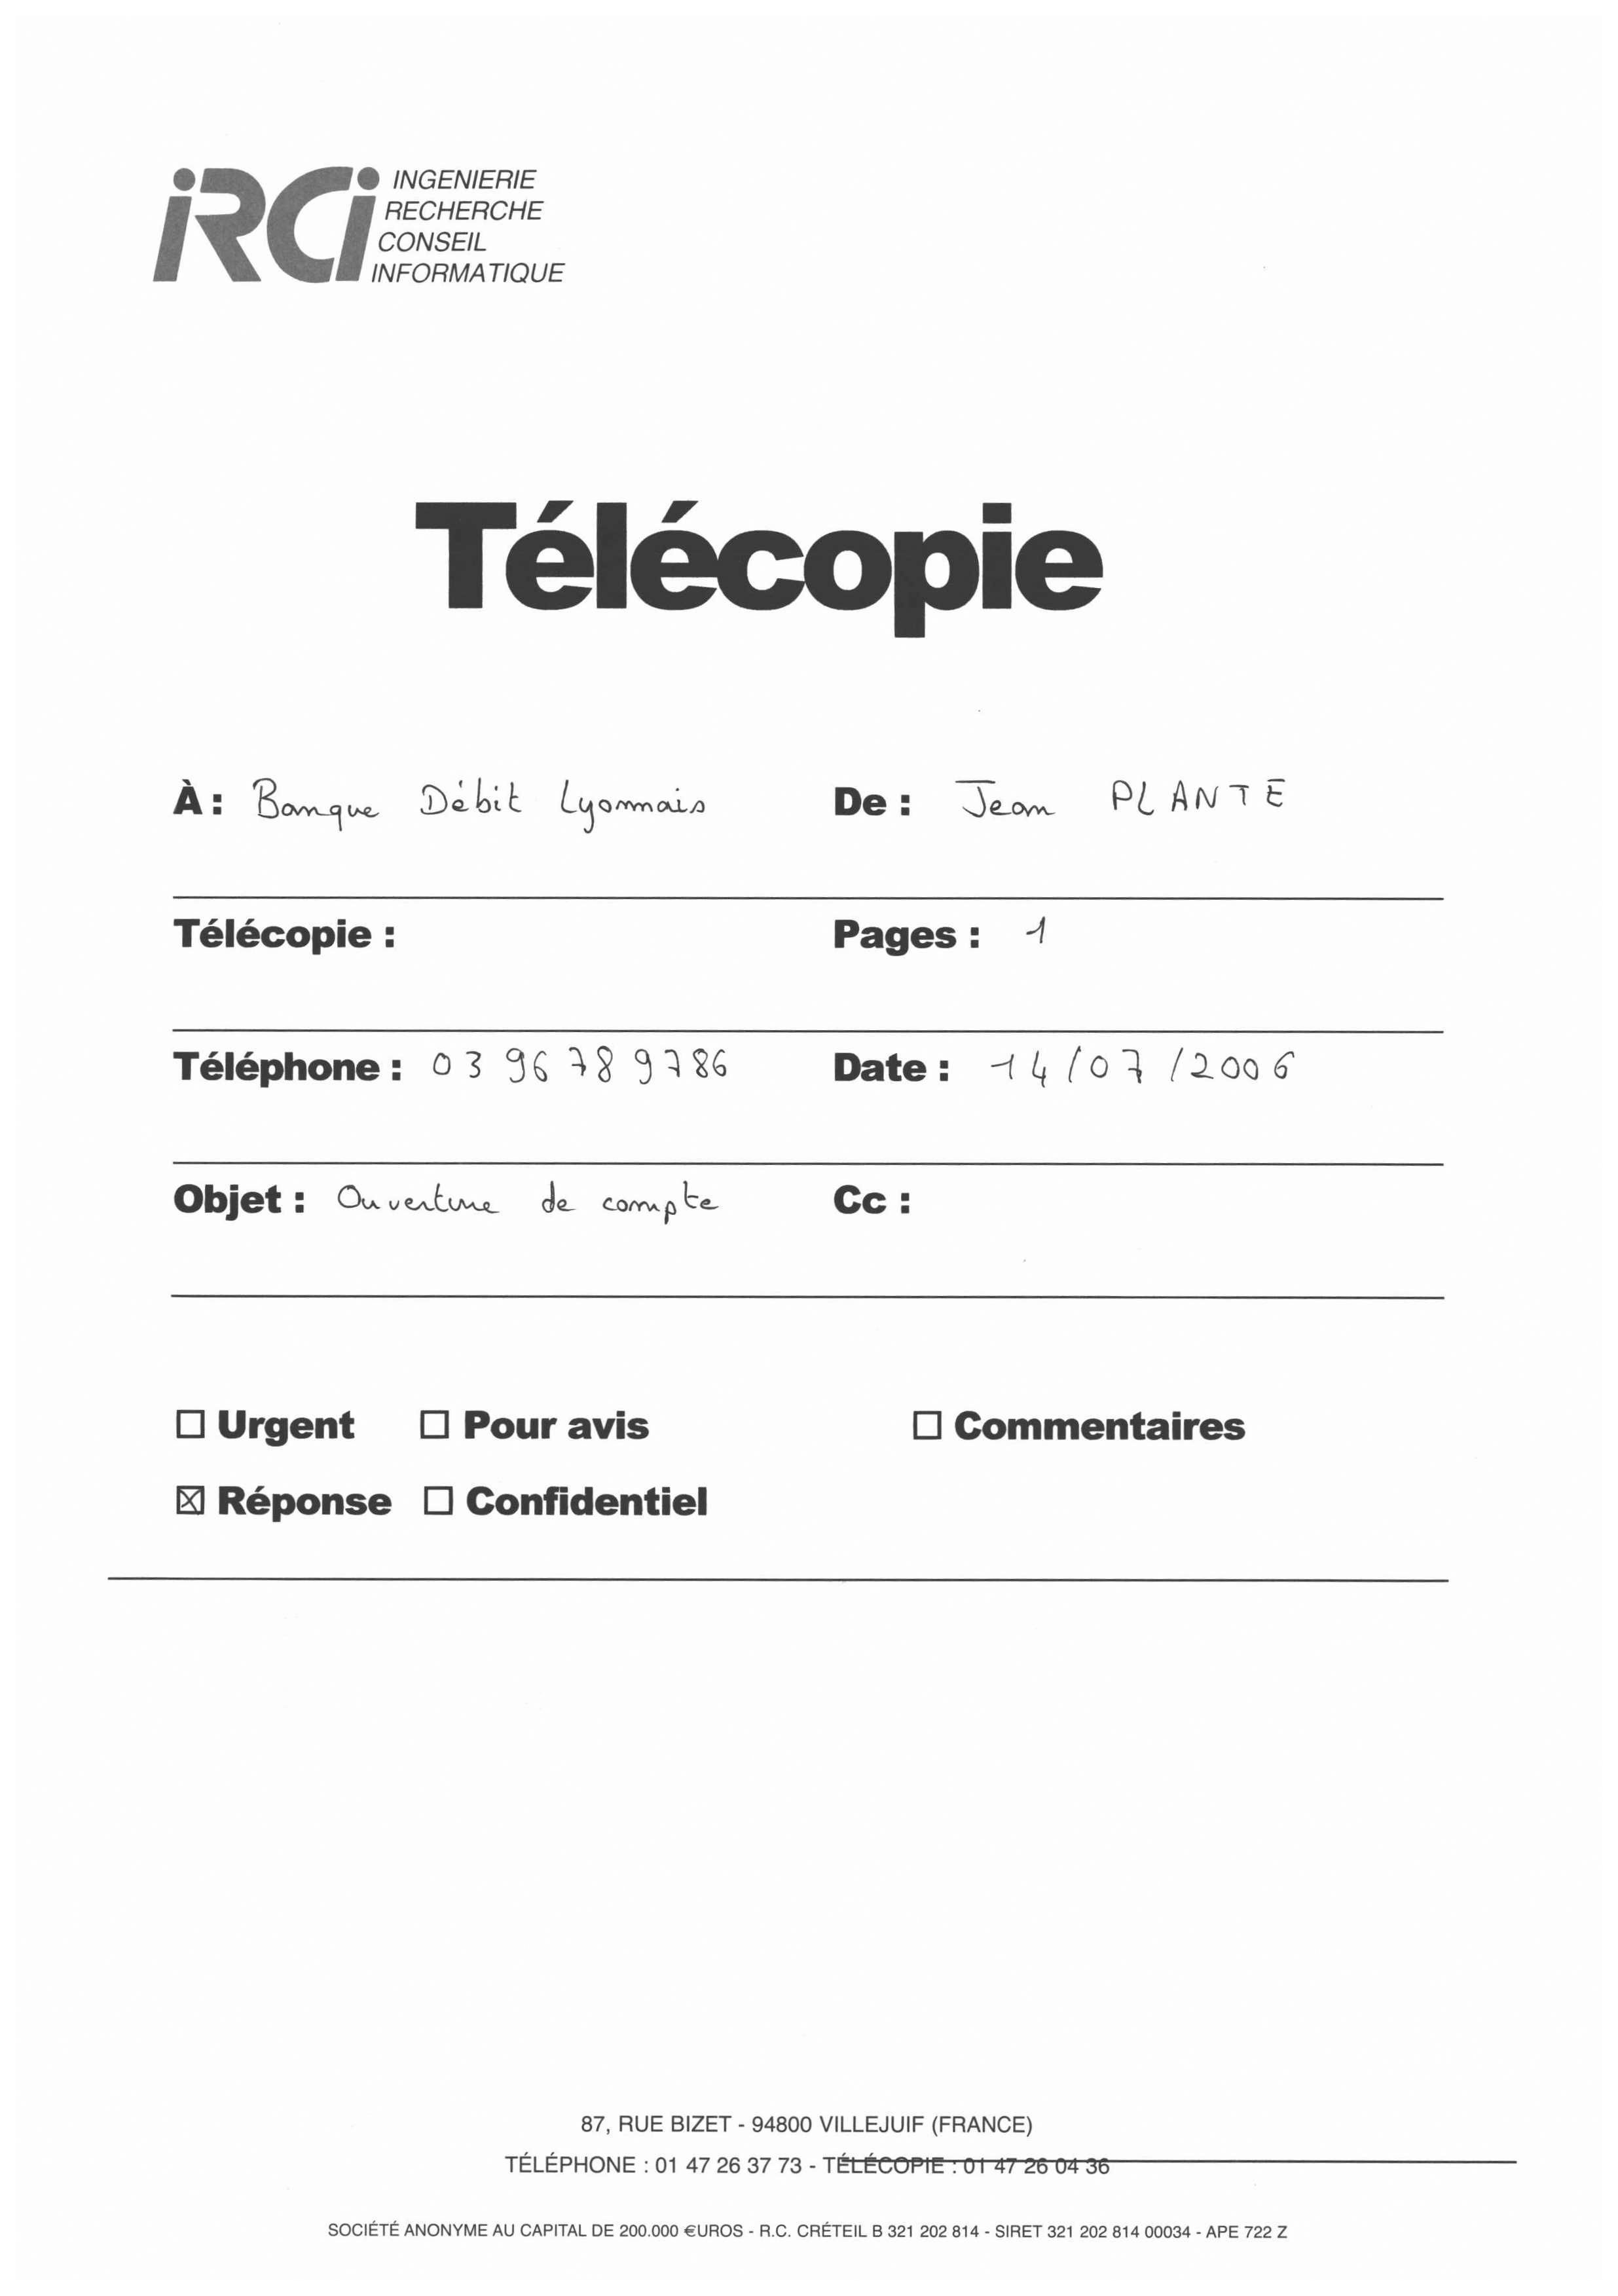 iRCi
INGENIERIE
RECHERCHE
CONSEIL
INFORMATIQUE
Télécopie
À : Banque Débit Lyonnais De : Jean PLANTE
Télécopie : Pages : 1
Téléphone : 03 96 78 97 86 Date : 14/07/2006
Objet : Ouverture de compte Cc :
☐ Urgent ☐ Pour avis ☐ Commentaires
☒ Réponse ☐ Confidentiel
87, RUE BIZET - 94800 VILLEJUIF (FRANCE)
TÉLÉPHONE : 01 47 26 37 73 - TÉLÉCOPIE : 01 47 26 04 36
SOCIÉTÉ ANONYME AU CAPITAL DE 200.000 €UROS - R.C. CRÉTEIL B 321 202 814 - SIRET 321 202 814 00034 - APE 722 Z